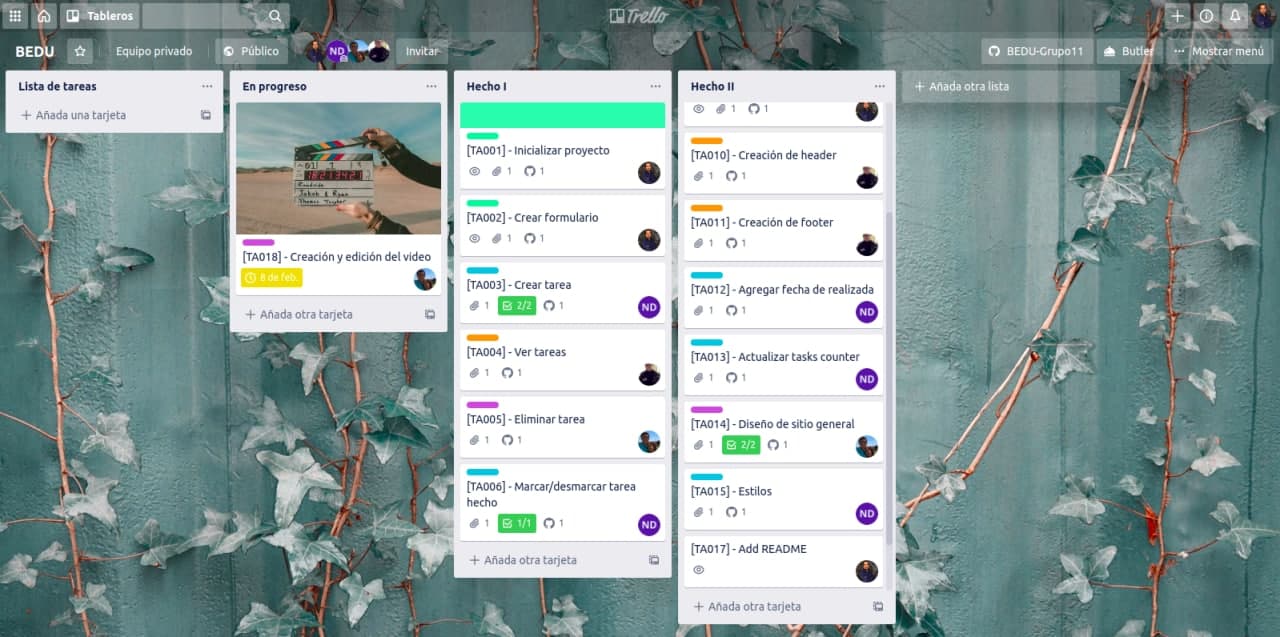 Tableros
Trello
BEDU
Equipo privado
Público
ND
Invitar
BEDU-Grupo11
Butler
Mostrar menú
Lista de tareas
Añada una tarjeta
En progreso
[TA018] - Creación y edición del video
8 de feb.
Añada otra tarjeta
Hecho I
[TA001] - Inicializar proyecto
1 1
[TA002] - Crear formulario
1 1
[TA003] - Crear tarea
1 2/2 1 ND
[TA004] - Ver tareas
1 1
[TA005] - Eliminar tarea
1 1
[TA006] - Marcar/desmarcar tarea
hecho
1 1/1 1 ND
Añada otra tarjeta
Hecho II
1 1
[TA010] - Creación de header
1 1
[TA011] - Creación de footer
1 1
[TA012] - Agregar fecha de realizada
1 1 ND
[TA013] - Actualizar tasks counter
1 1 ND
[TA014] - Diseño de sitio general
1 2/2 1
[TA015] - Estilos
1 1 ND
[TA017] - Add README
Añada otra tarjeta
Añada otra lista